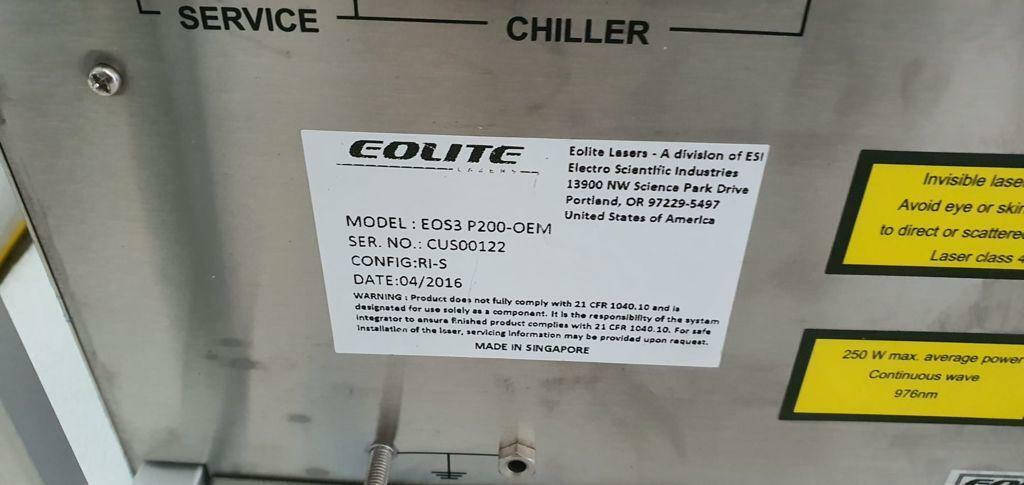 SERVICE
CHILLER
EOLITE
LASERS
Eolite Lasers - A division of ESI
Electro Scientific Industries
13900 NW Science Park Drive
Portland, OR 97229-5497
United States of America
MODEL : EOS3 P200-OEM
SER. NO.: CUS00122
CONFIG:RI-S
DATE:04/2016
WARNING : Product does not fully comply with 21 CFR 1040.10 and is
designated for use solely as a component. It is the responsibility of the system
integrator to ensure finished product complies with 21 CFR 1040.10. For safe
installation of the laser, servicing information may be provided upon request.
MADE IN SINGAPORE
Invisible
Avoid eye or
to direct or
Laser class 4
250 W max. average power
Continuous wave
976nm